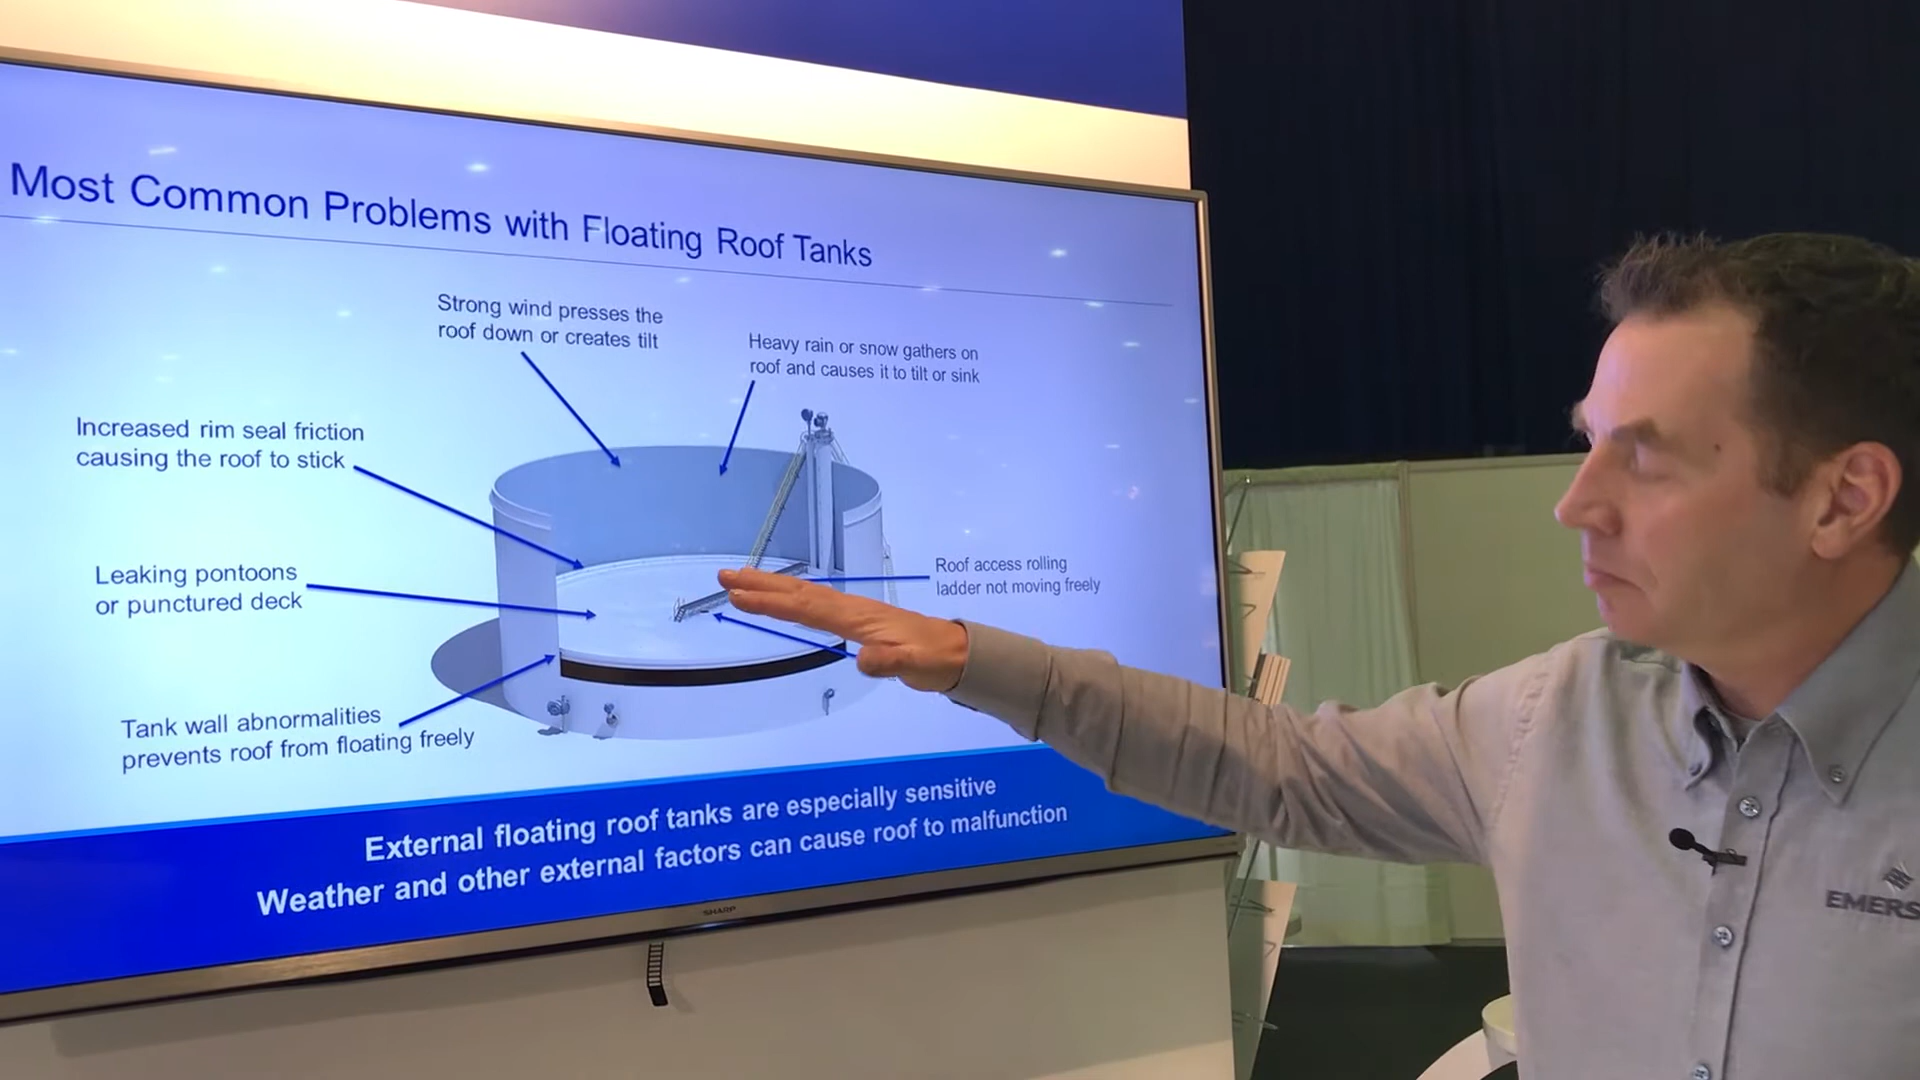 Most Common Problems with Floating Roof Tanks
Strong wind presses the
roof down or creates tilt
Heavy rain or snow gathers on
roof and causes it to tilt or sink
Increased rim seal friction
causing the roof to stick
Leaking pontoons
or punctured deck
Roof access rolling
ladder not moving freely
Tank wall abnormalities
prevents roof from floating freely
External floating roof tanks are especially sensitive
Weather and other external factors can cause roof to malfunction
SHARP
EMERS